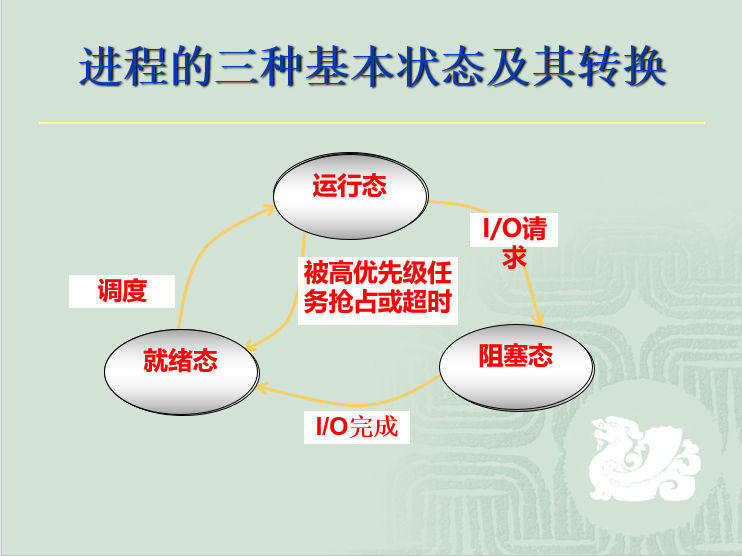 进程的三种基本状态及其转换
运行态
I/O请
求
被高优先级任
务抢占或超时
调度
就绪态
阻塞态
I/O完成